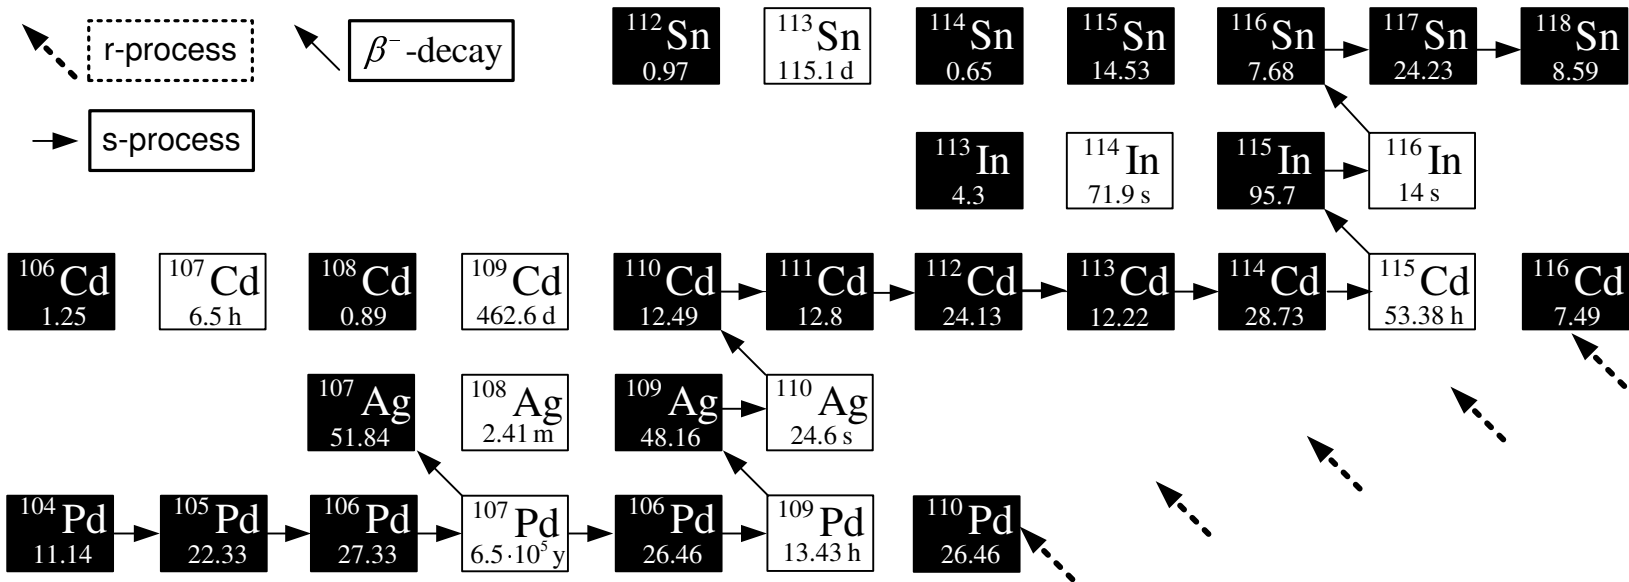 r-process
β⁻-decay
s-process
¹¹²Sn 0.97
¹¹³Sn 115.1 d
¹¹⁴Sn 0.65
¹¹⁵Sn 14.53
¹¹⁶Sn 7.68
¹¹⁷Sn 24.23
¹¹⁸Sn 8.59
¹¹³In 4.3
¹¹⁴In 71.9 s
¹¹⁵In 95.7
¹¹⁶In 14 s
¹⁰⁶Cd 1.25
¹⁰⁷Cd 6.5 h
¹⁰⁸Cd 0.89
¹⁰⁹Cd 462.6 d
¹¹⁰Cd 12.49
¹¹¹Cd 12.8
¹¹²Cd 24.13
¹¹³Cd 12.22
¹¹⁴Cd 28.73
¹¹⁵Cd 53.38 h
¹¹⁶Cd 7.49
¹⁰⁷Ag 51.84
¹⁰⁸Ag 2.41 m
¹⁰⁹Ag 48.16
¹¹⁰Ag 24.6 s
¹⁰⁴Pd 11.14
¹⁰⁵Pd 22.33
¹⁰⁶Pd 27.33
¹⁰⁷Pd 6.5·10⁵ y
¹⁰⁶Pd 26.46
¹⁰⁹Pd 13.43 h
¹¹⁰Pd 26.46